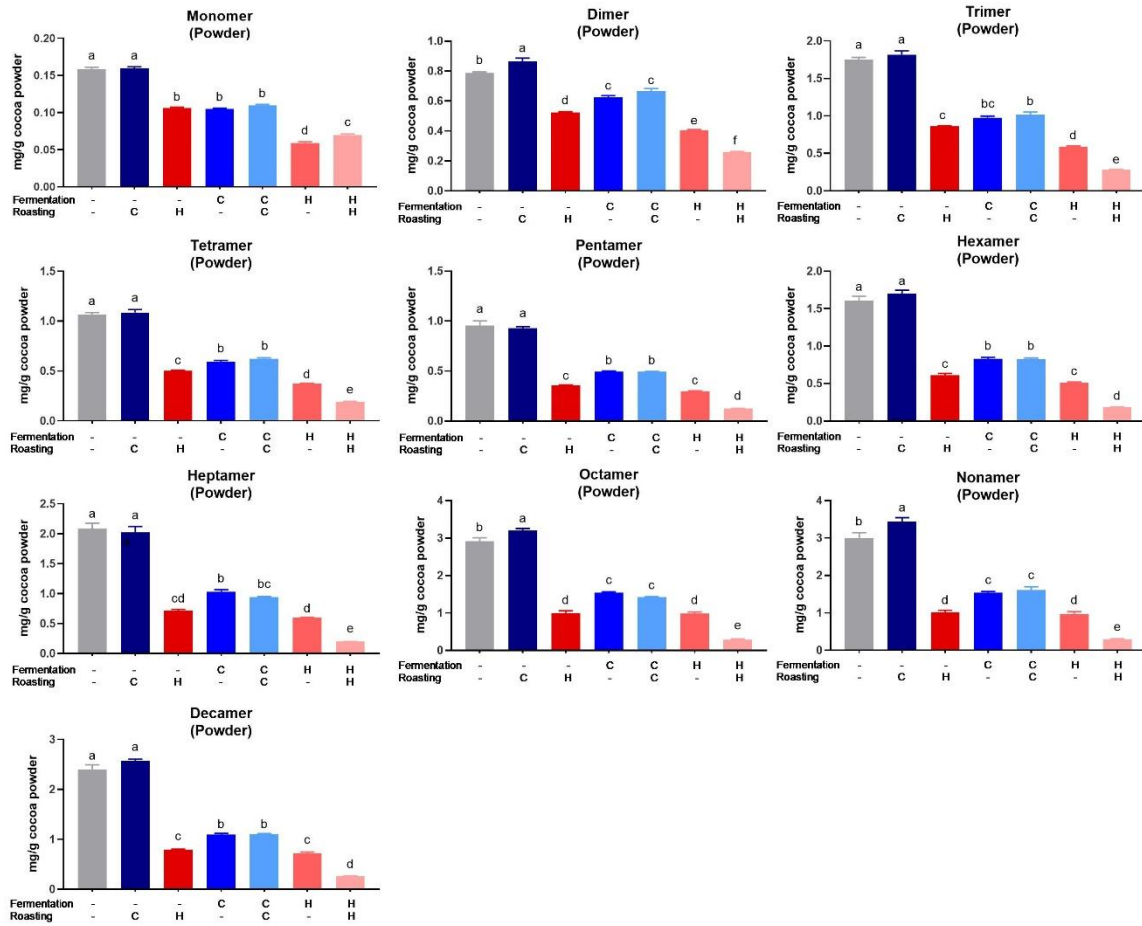 Monomer
(Powder)
mg/g cocoa powder
0.20
0.15
0.10
0.05
0.00
a a b b b d c
Fermentation - - - C C H H
Roasting - C H - C - H
Dimer
(Powder)
mg/g cocoa powder
1.0
0.8
0.6
0.4
0.2
0.0
b a d c c e f
Fermentation - - - C C H H
Roasting - C H - C - H
Trimer
(Powder)
mg/g cocoa powder
2.0
1.5
1.0
0.5
0.0
a a c bc b d e
Fermentation - - - C C H H
Roasting - C H - C - H
Tetramer
(Powder)
mg/g cocoa powder
1.5
1.0
0.5
0.0
a a c b b d e
Fermentation - - - C C H H
Roasting - C H - C - H
Pentamer
(Powder)
mg/g cocoa powder
1.5
1.0
0.5
0.0
a a c b b c d
Fermentation - - - C C H H
Roasting - C H - C - H
Hexamer
(Powder)
mg/g cocoa powder
2.0
1.5
1.0
0.5
0.0
a a c b b c d
Fermentation - - - C C H H
Roasting - C H - C - H
Heptamer
(Powder)
mg/g cocoa powder
2.5
2.0
1.5
1.0
0.5
0.0
a a cd b bc d e
Fermentation - - - C C H H
Roasting - C H - C - H
Octamer
(Powder)
mg/g cocoa powder
4
3
2
1
0
b a d c c d e
Fermentation - - - C C H H
Roasting - C H - C - H
Nonamer
(Powder)
mg/g cocoa powder
4
3
2
1
0
b a d c c d e
Fermentation - - - C C H H
Roasting - C H - C - H
Decamer
(Powder)
mg/g cocoa powder
3
2
1
0
a a c b b c d
Fermentation - - - C C H H
Roasting - C H - C - H